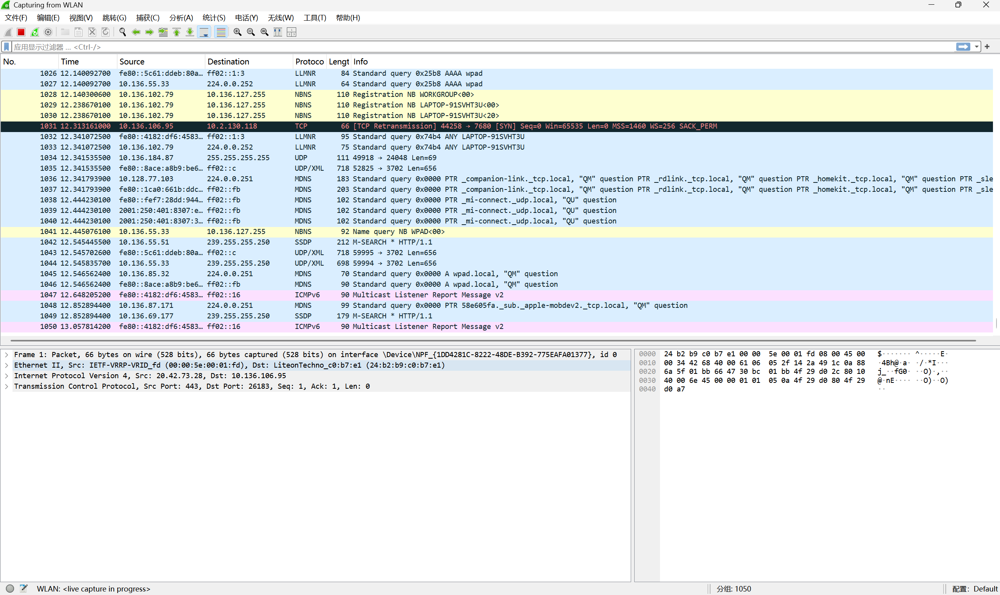 Capturing from WLAN
文件(F) 编辑(E) 视图(V) 跳转(G) 捕获(C) 分析(A) 统计(S) 电话(Y) 无线(W) 工具(T) 帮助(H)
应用显示过滤器 … <Ctrl-/>
No. Time Source Destination Protoco Lengt Info
1026 12.140092700 fe80::5c61:ddeb:80a… ff02::1:3 LLMNR 84 Standard query 0x25b8 AAAA wpad
1027 12.140092700 10.136.55.33 224.0.0.252 LLMNR 64 Standard query 0x25b8 AAAA wpad
1028 12.140300600 10.136.102.79 10.136.127.255 NBNS 110 Registration NB WORKGROUP<00>
1029 12.238670100 10.136.102.79 10.136.127.255 NBNS 110 Registration NB LAPTOP-91SVHT3U<00>
1030 12.238670100 10.136.102.79 10.136.127.255 NBNS 110 Registration NB LAPTOP-91SVHT3U<20>
1031 12.313161000 10.136.106.95 10.2.130.118 TCP 66 [TCP Retransmission] 44258 → 7680 [SYN] Seq=0 Win=65535 Len=0 MSS=1460 WS=256 SACK_PERM
1032 12.341072500 fe80::4182:df6:4583… ff02::1:3 LLMNR 95 Standard query 0x74b4 ANY LAPTOP-91SVHT3U
1033 12.341072500 10.136.102.79 224.0.0.252 LLMNR 75 Standard query 0x74b4 ANY LAPTOP-91SVHT3U
1034 12.341535500 10.136.184.87 255.255.255.255 UDP 111 49918 → 24048 Len=69
1035 12.341535500 fe80::8ace:a8b9:be6… ff02::c UDP/XML 718 52825 → 3702 Len=656
1036 12.341793900 10.128.77.103 224.0.0.251 MDNS 183 Standard query 0x0000 PTR _companion-link._tcp.local, "QM" question PTR _rdlink._tcp.local, "QM" question PTR _homekit._tcp.local, "QM" question PTR _sle
1037 12.341793900 fe80::1ca0:661b:ddc… ff02::fb MDNS 203 Standard query 0x0000 PTR _companion-link._tcp.local, "QM" question PTR _rdlink._tcp.local, "QM" question PTR _homekit._tcp.local, "QM" question PTR _sle
1038 12.444230100 fe80::fef7:28dd:944… ff02::fb MDNS 102 Standard query 0x0000 PTR _mi-connect._udp.local, "QU" question
1039 12.444230100 2001:250:401:8307:e… ff02::fb MDNS 102 Standard query 0x0000 PTR _mi-connect._udp.local, "QU" question
1040 12.444230100 2001:250:401:8307:3… ff02::fb MDNS 102 Standard query 0x0000 PTR _mi-connect._udp.local, "QU" question
1041 12.445076100 10.136.55.33 10.136.127.255 NBNS 92 Name query NB WPAD<00>
1042 12.545445500 10.136.55.51 239.255.255.250 SSDP 212 M-SEARCH * HTTP/1.1
1043 12.545702600 fe80::5c61:ddeb:80a… ff02::c UDP/XML 718 59995 → 3702 Len=656
1044 12.545835700 10.136.55.33 239.255.255.250 UDP/XML 698 59994 → 3702 Len=656
1045 12.546562400 10.136.85.32 224.0.0.251 MDNS 70 Standard query 0x0000 A wpad.local, "QM" question
1046 12.546562400 fe80::8ace:a8b9:be6… ff02::fb MDNS 90 Standard query 0x0000 A wpad.local, "QM" question
1047 12.648205200 fe80::4182:df6:4583… ff02::16 ICMPv6 90 Multicast Listener Report Message v2
1048 12.852894400 10.136.87.171 224.0.0.251 MDNS 99 Standard query 0x0000 PTR 58e605fa._sub._apple-mobdev2._tcp.local, "QM" question
1049 12.852894400 10.136.69.177 239.255.255.250 SSDP 179 M-SEARCH * HTTP/1.1
1050 13.057814200 fe80::4182:df6:4583… ff02::16 ICMPv6 90 Multicast Listener Report Message v2
Frame 1: Packet, 66 bytes on wire (528 bits), 66 bytes captured (528 bits) on interface \Device\NPF_{1DD4281C-8222-48DE-B392-775EAFA01377}, id 0
Ethernet II, Src: IETF-VRRP-VRID_fd (00:00:5e:00:01:fd), Dst: LiteonTechno_c0:b7:e1 (24:b2:b9:c0:b7:e1)
Internet Protocol Version 4, Src: 20.42.73.28, Dst: 10.136.106.95
Transmission Control Protocol, Src Port: 443, Dst Port: 26183, Seq: 1, Ack: 1, Len: 0
0000 24 b2 b9 c0 b7 e1 00 00 5e 00 01 fd 08 00 45 00 $······· ^·····E·
0010 00 34 42 68 40 00 61 06 05 2f 14 2a 49 1c 0a 88 ·4Bh@·a· ·/·*I···
0020 6a 5f 01 bb 66 47 30 bc 01 bb 4f 29 d0 2c 80 10 j_··fG0· ··O)·,··
0030 40 00 6e 45 00 00 01 01 05 0a 4f 29 d0 80 4f 29 @·nE···· ··O)··O)
0040 d0 a7 ··
WLAN: <live capture in progress> 分组: 1050 配置: Default